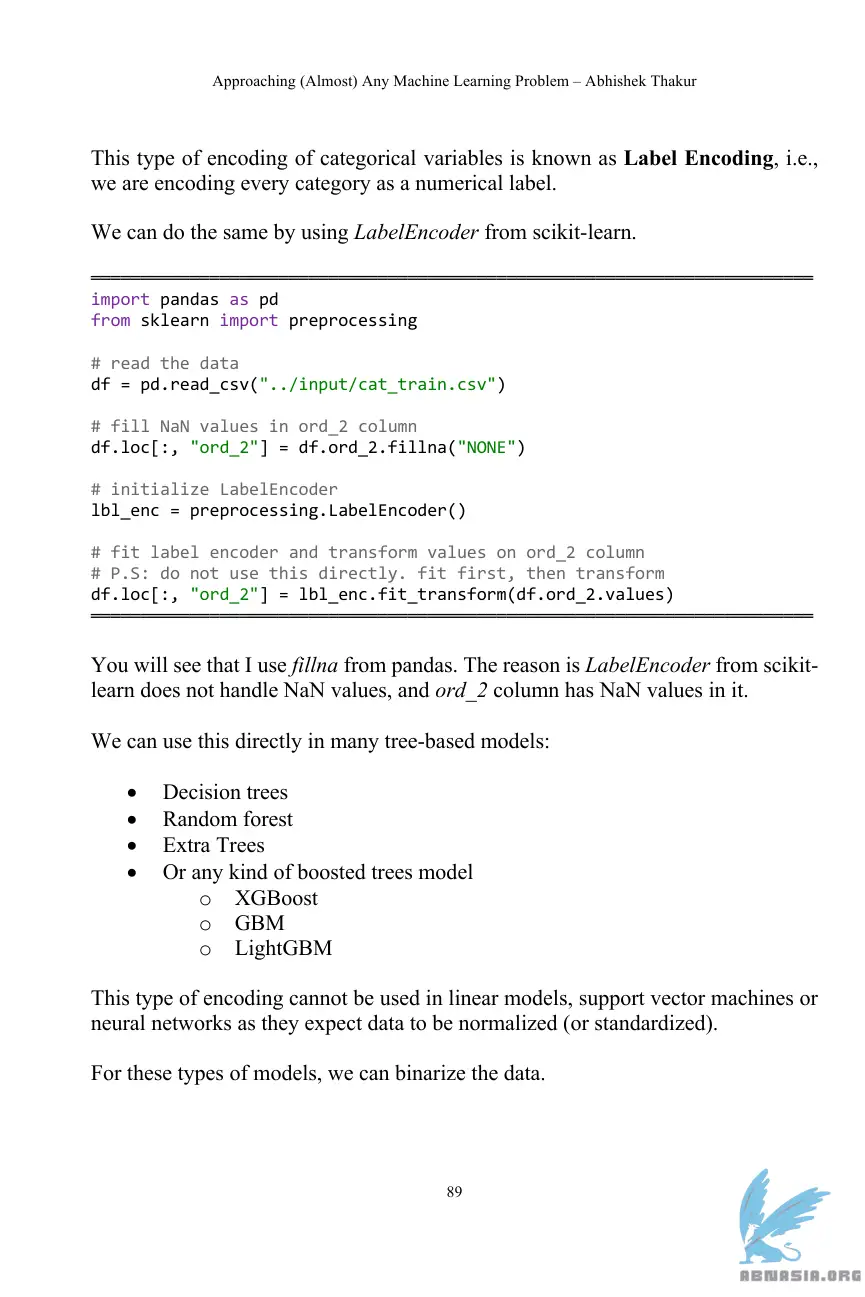 Approaching (Almost) Any Machine Learning Problem – Abhishek Thakur
This type of encoding of categorical variables is known as Label Encoding, i.e.,
we are encoding every category as a numerical label.
We can do the same by using LabelEncoder from scikit-learn.
import pandas as pd
from sklearn import preprocessing
# read the data
df = pd.read_csv("../input/cat_train.csv")
# fill NaN values in ord_2 column
df.loc[:, "ord_2"] = df.ord_2.fillna("NONE")
# initialize LabelEncoder
lbl_enc = preprocessing.LabelEncoder()
# fit label encoder and transform values on ord_2 column
# P.S: do not use this directly. fit first, then transform
df.loc[:, "ord_2"] = lbl_enc.fit_transform(df.ord_2.values)
You will see that I use fillna from pandas. The reason is LabelEncoder from scikit-
learn does not handle NaN values, and ord_2 column has NaN values in it.
We can use this directly in many tree-based models:
• Decision trees
• Random forest
• Extra Trees
• Or any kind of boosted trees model
o XGBoost
o GBM
o LightGBM
This type of encoding cannot be used in linear models, support vector machines or
neural networks as they expect data to be normalized (or standardized).
For these types of models, we can binarize the data.
89
ABNASIA.ORG